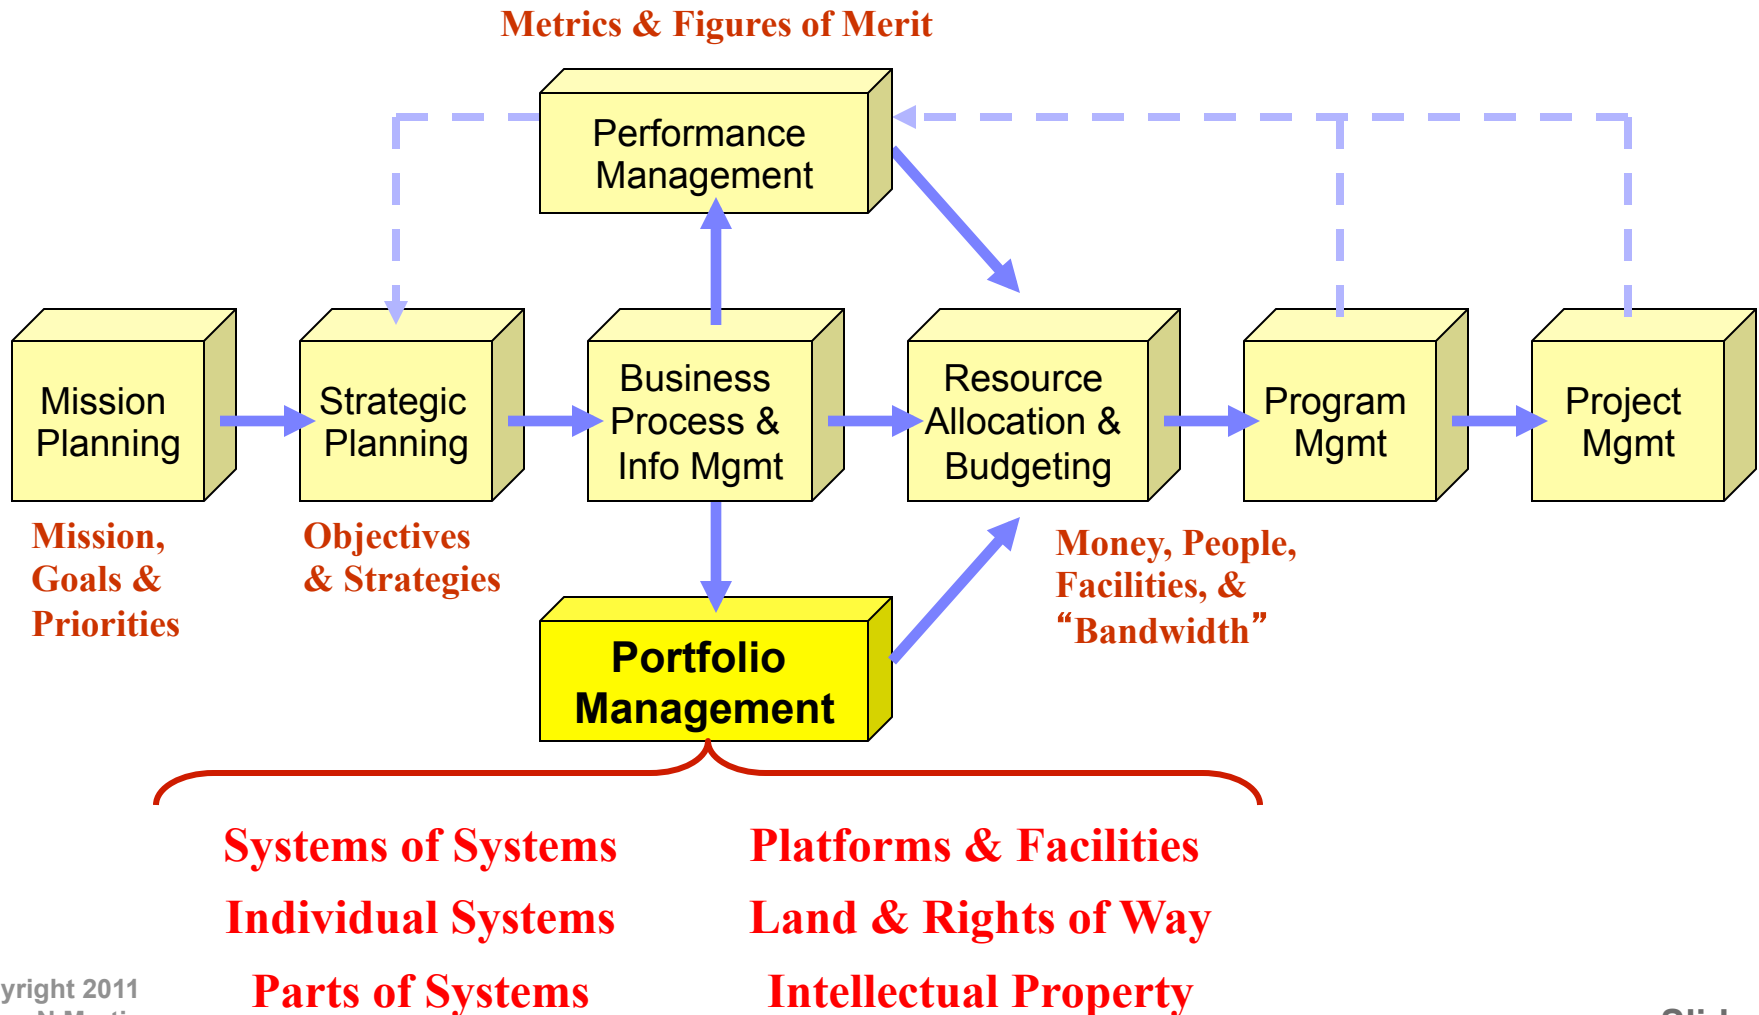 Metrics & Figures of Merit
Performance
Management
Mission
Planning
Strategic
Planning
Business
Process &
Info Mgmt
Resource
Allocation &
Budgeting
Program
Mgmt
Project
Mgmt
Mission,
Goals &
Priorities
Objectives
& Strategies
Money, People,
Facilities, &
“Bandwidth”
Portfolio
Management
Systems of Systems
Platforms & Facilities
Individual Systems
Land & Rights of Way
Parts of Systems
Intellectual Property
yright 2011